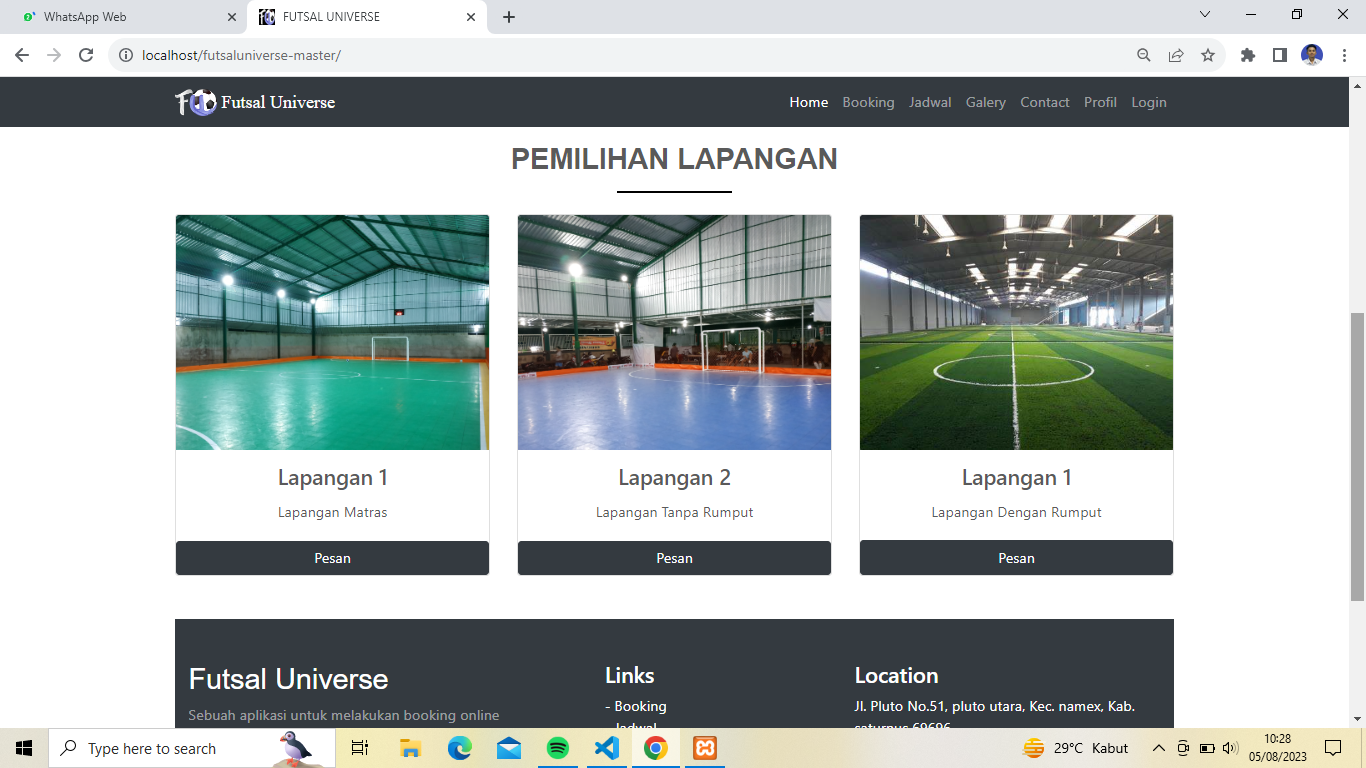 WhatsApp Web
FUTSAL UNIVERSE
localhost/futsaluniverse-master/
Futsal Universe
Home Booking Jadwal Galery Contact Profil Login
PEMILIHAN LAPANGAN
Lapangan 1
Lapangan Matras
Pesan
Lapangan 2
Lapangan Tanpa Rumput
Pesan
Lapangan 1
Lapangan Dengan Rumput
Pesan
Futsal Universe
Sebuah aplikasi untuk melakukan booking online
Links
- Booking
- Jadwal
Location
Jl. Pluto No.51, pluto utara, Kec. namex, Kab.
saturnus 69696
Type here to search
29°C Kabut
10:28
05/08/2023